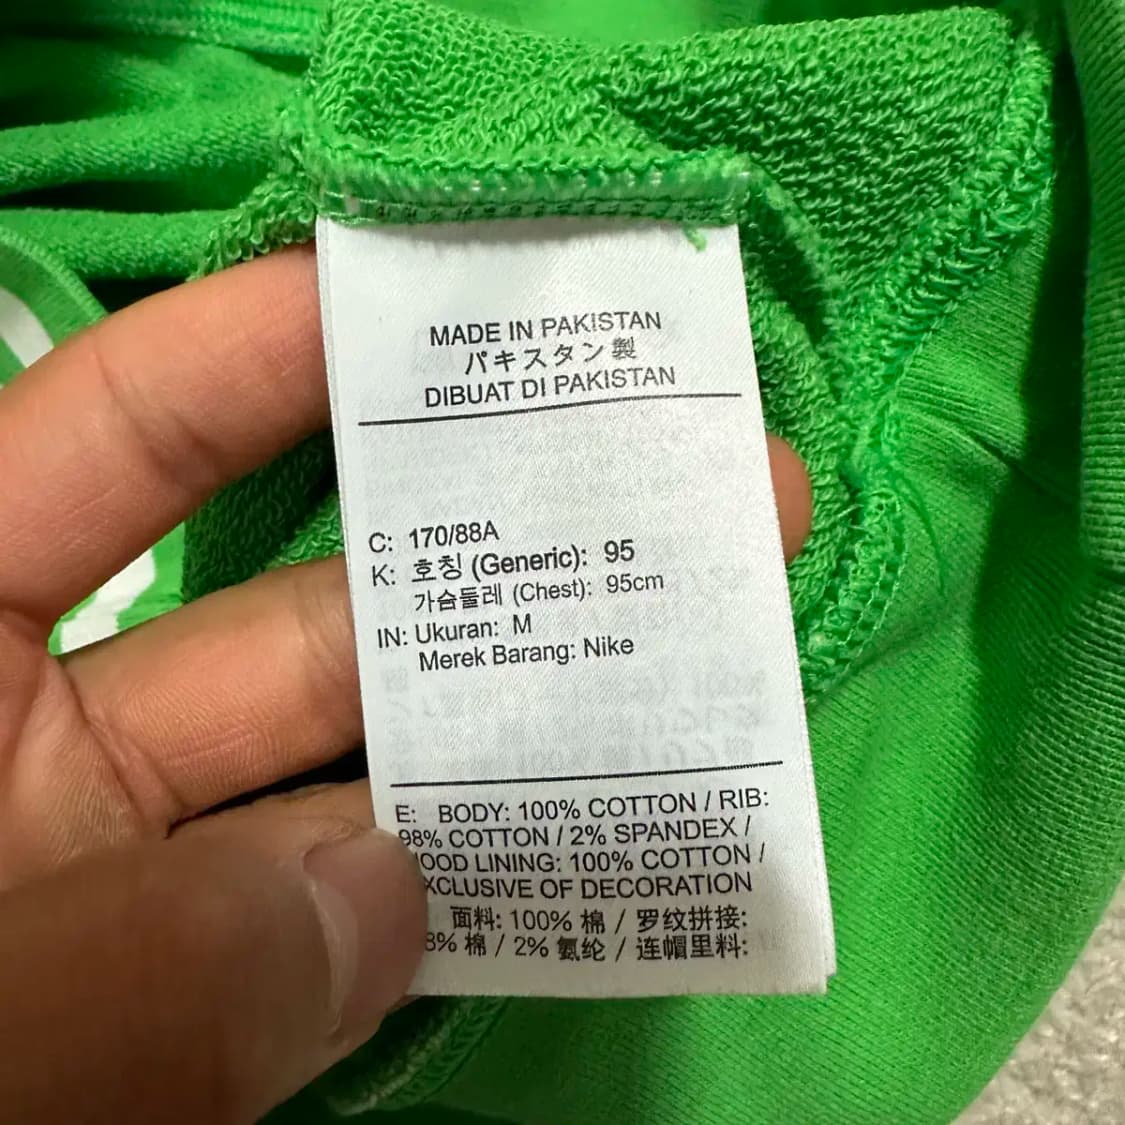 MADE IN PAKISTAN
パキスタン製
DIBUAT DI PAKISTAN
C: 170/88A
K: 호칭 (Generic): 95
가슴둘레 (Chest): 95cm
IN: Ukuran: M
Merek Barang: Nike
E: BODY: 100% COTTON / RIB:
98% COTTON / 2% SPANDEX /
LINING: 100% COTTON /
OF DECORATION
面料: 100% 棉 / 罗纹拼接:
棉 / 2% 氨纶 / 连帽里料: